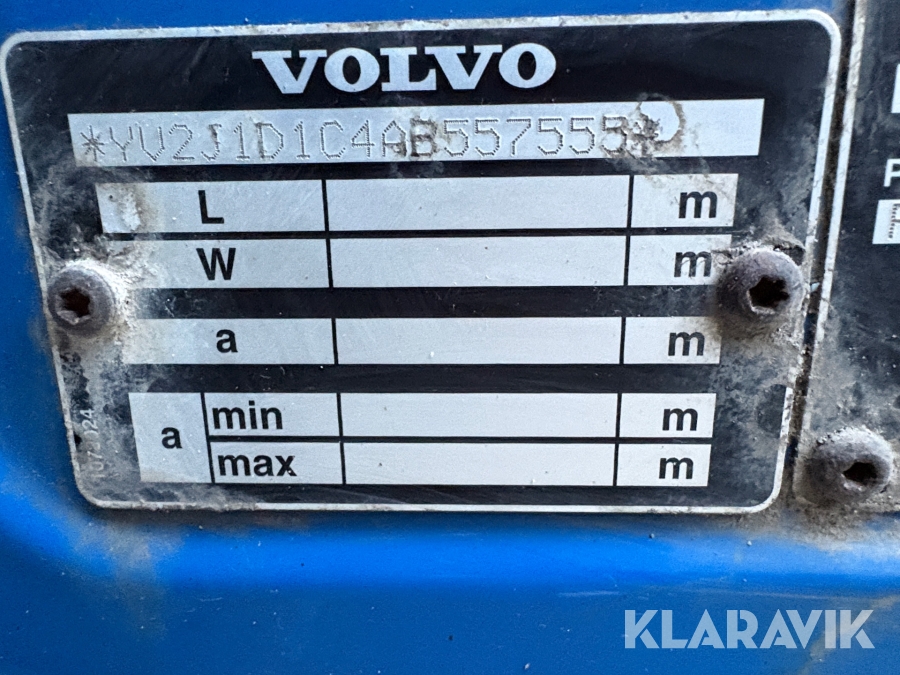 VOLVO
*YV2J1D1C4AB557555*
L m
W m
a m
a min m
max m
P
KLARAVIK